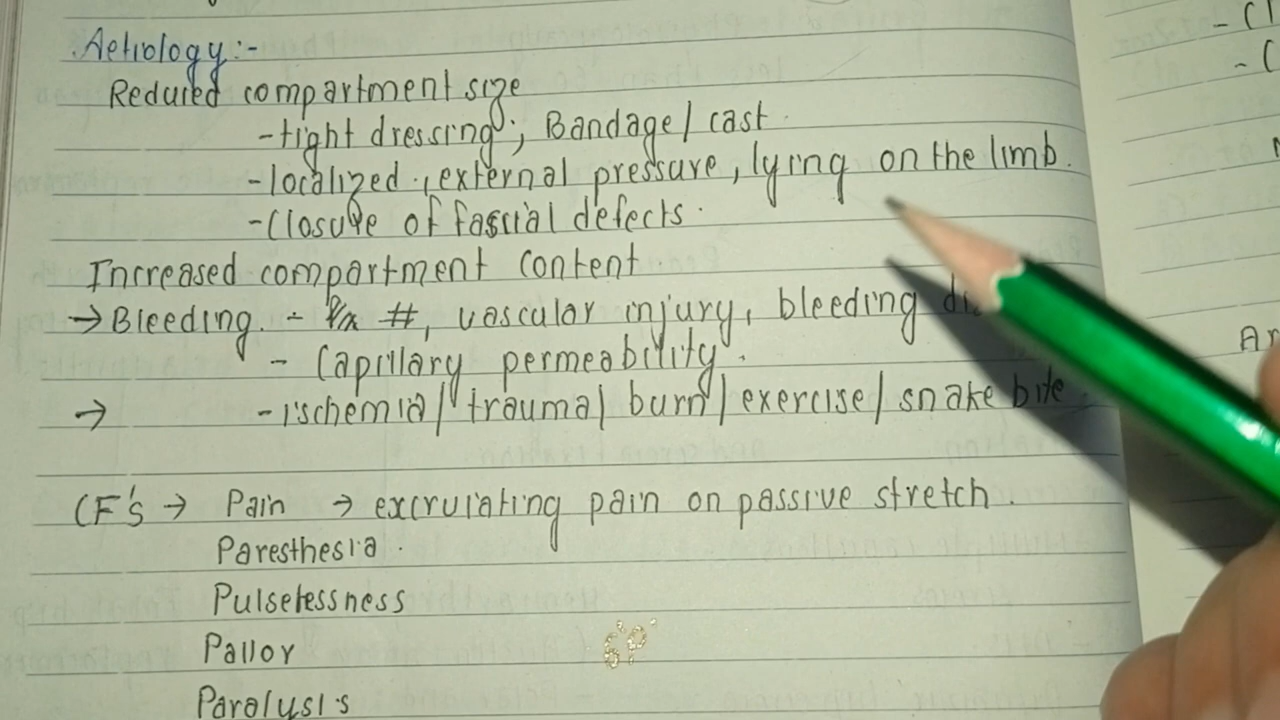 Aetiology :-
Reduced compartment size
- tight dressing, Bandage/cast
- localized, external pressure, lying on the limb.
- Closure of fascial defects.
Increased compartment content
→ Bleeding. - #, vascular injury, bleeding
- Capillary permeability.
→ - ischemia/ trauma/ burn/ exercise/ snake bite
CF's → Pain → excruiating pain on passive stretch.
Paresthesia.
Pulselessness
Pallor 6'P'
Paralysis
- (
- (